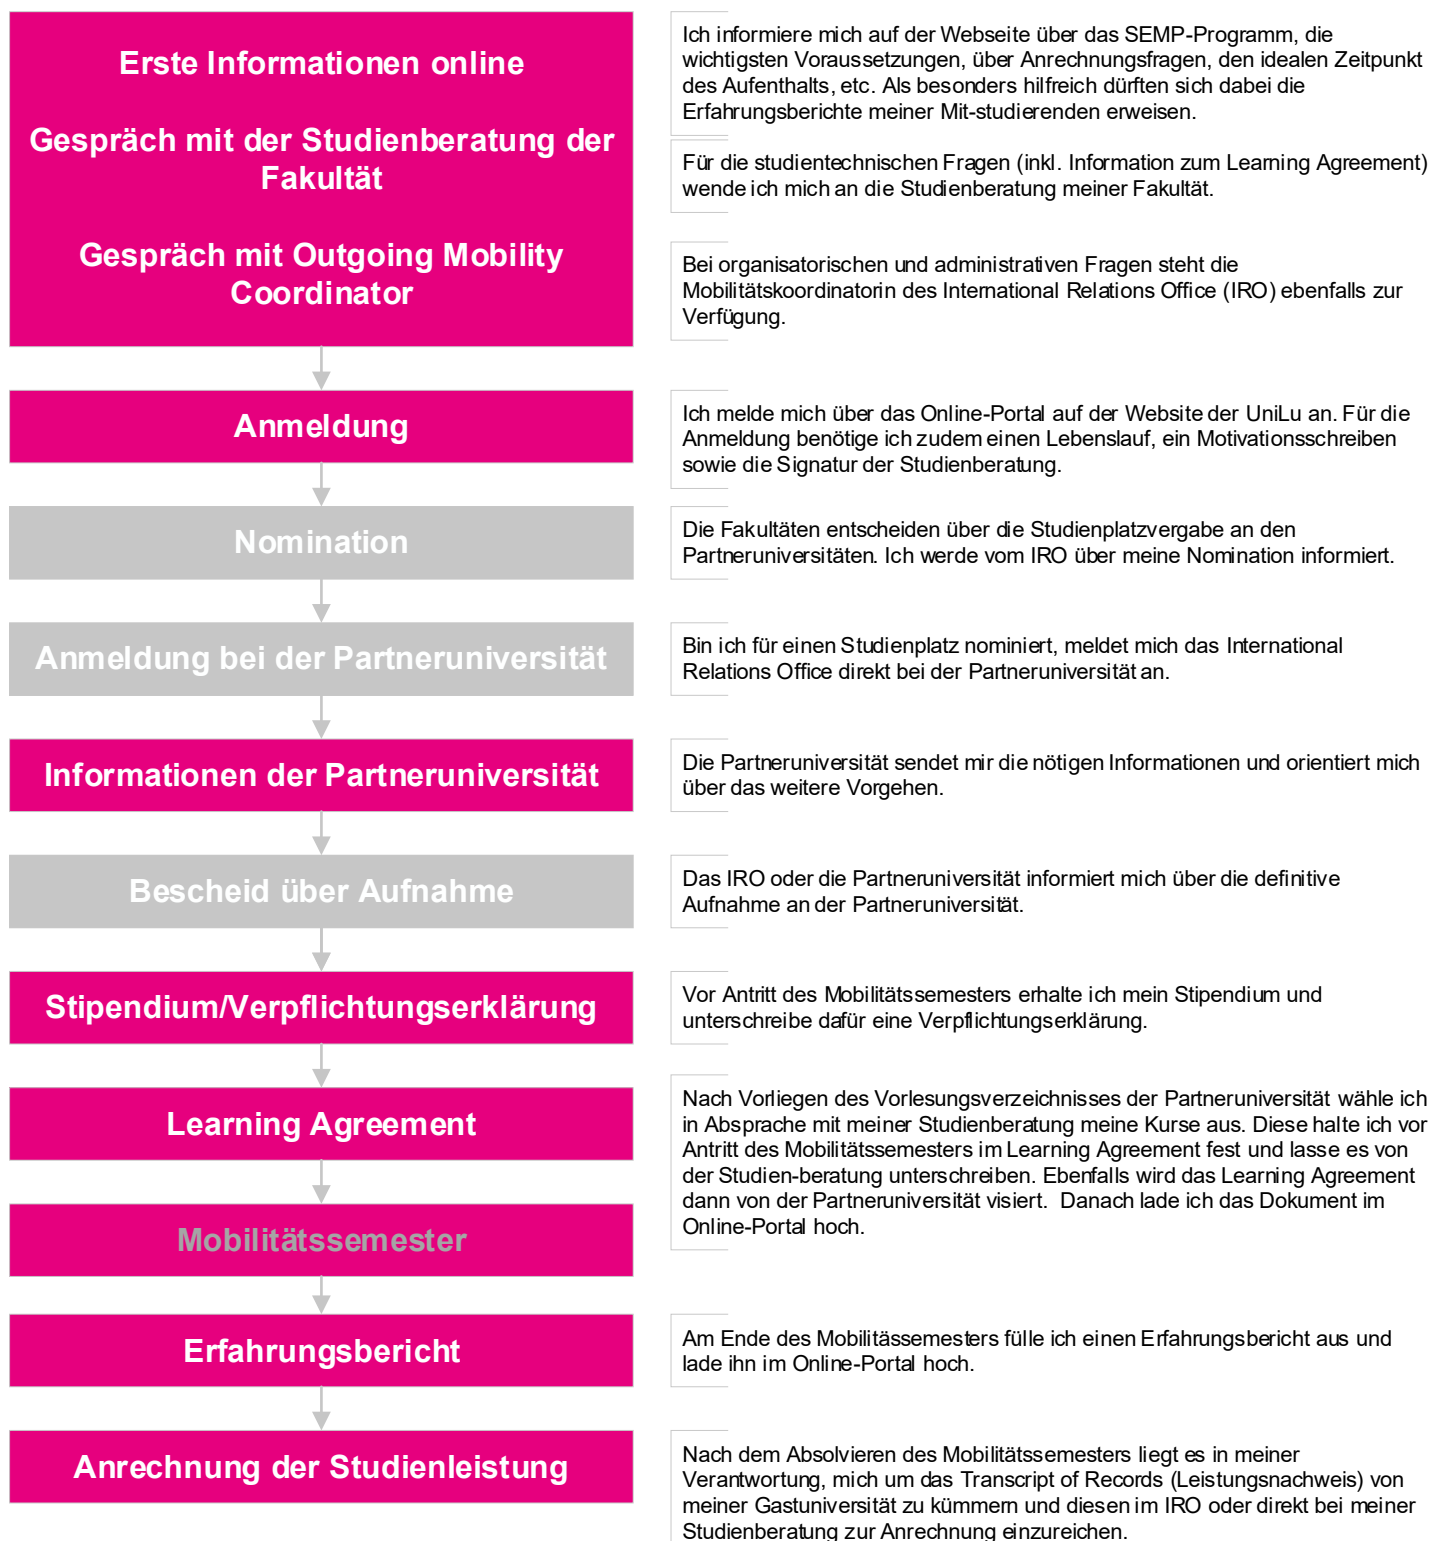 Erste Informationen online
Gespräch mit der Studienberatung der
Fakultät
Gespräch mit Outgoing Mobility
Coordinator
Ich informiere mich auf der Webseite über das SEMP-Programm, die
wichtigsten Voraussetzungen, über Anrechnungsfragen, den idealen Zeitpunkt
des Aufenthalts, etc. Als besonders hilfreich dürften sich dabei die
Erfahrungsberichte meiner Mit-studierenden erweisen.
Für die studientechnischen Fragen (inkl. Information zum Learning Agreement)
wende ich mich an die Studienberatung meiner Fakultät.
Bei organisatorischen und administrativen Fragen steht die
Mobilitätskoordinatorin des International Relations Office (IRO) ebenfalls zur
Verfügung.
Anmeldung
Ich melde mich über das Online-Portal auf der Website der UniLu an. Für die
Anmeldung benötige ich zudem einen Lebenslauf, ein Motivationsschreiben
sowie die Signatur der Studienberatung.
Nomination
Die Fakultäten entscheiden über die Studienplatzvergabe an den
Partneruniversitäten. Ich werde vom IRO über meine Nomination informiert.
Anmeldung bei der Partneruniversität
Bin ich für einen Studienplatz nominiert, meldet mich das International
Relations Office direkt bei der Partneruniversität an.
Informationen der Partneruniversität
Die Partneruniversität sendet mir die nötigen Informationen und orientiert mich
über das weitere Vorgehen.
Bescheid über Aufnahme
Das IRO oder die Partneruniversität informiert mich über die definitive
Aufnahme an der Partneruniversität.
Stipendium/Verpflichtungserklärung
Vor Antritt des Mobilitätssemesters erhalte ich mein Stipendium und
unterschreibe dafür eine Verpflichtungserklärung.
Learning Agreement
Nach Vorliegen des Vorlesungsverzeichnisses der Partneruniversität wähle ich
in Absprache mit meiner Studienberatung meine Kurse aus. Diese halte ich vor
Antritt des Mobilitätssemesters im Learning Agreement fest und lasse es von
der Studien-beratung unterschreiben. Ebenfalls wird das Learning Agreement
dann von der Partneruniversität visiert.  Danach lade ich das Dokument im
Online-Portal hoch.
Mobilitätssemester
Erfahrungsbericht
Am Ende des Mobilitässemesters fülle ich einen Erfahrungsbericht aus und
lade ihn im Online-Portal hoch.
Anrechnung der Studienleistung
Nach dem Absolvieren des Mobilitätssemesters liegt es in meiner
Verantwortung, mich um das Transcript of Records (Leistungsnachweis) von
meiner Gastuniversität zu kümmern und diesen im IRO oder direkt bei meiner
Studienberatung zur Anrechnung einzureichen.